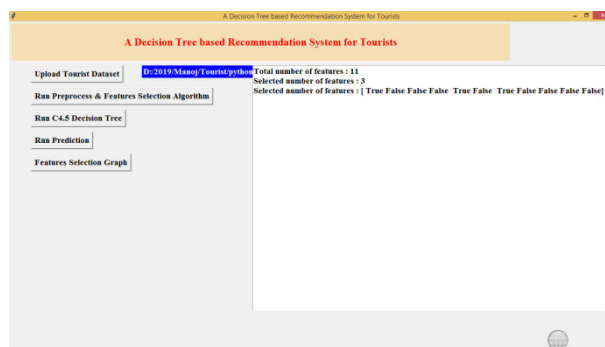 A Decision Tree based Recommendation System for Tourists
A Decision Tree based Recommendation System for Tourists
Upload Tourist Dataset
D:/2019/Manoj/Tourist/python
Total number of features : 11
Selected number of features : 3
Selected number of features : [ True False False False True False True False False False False]
Run Preprocess & Features Selection Algorithm
Run C4.5 Decision Tree
Run Prediction
Features Selection Graph